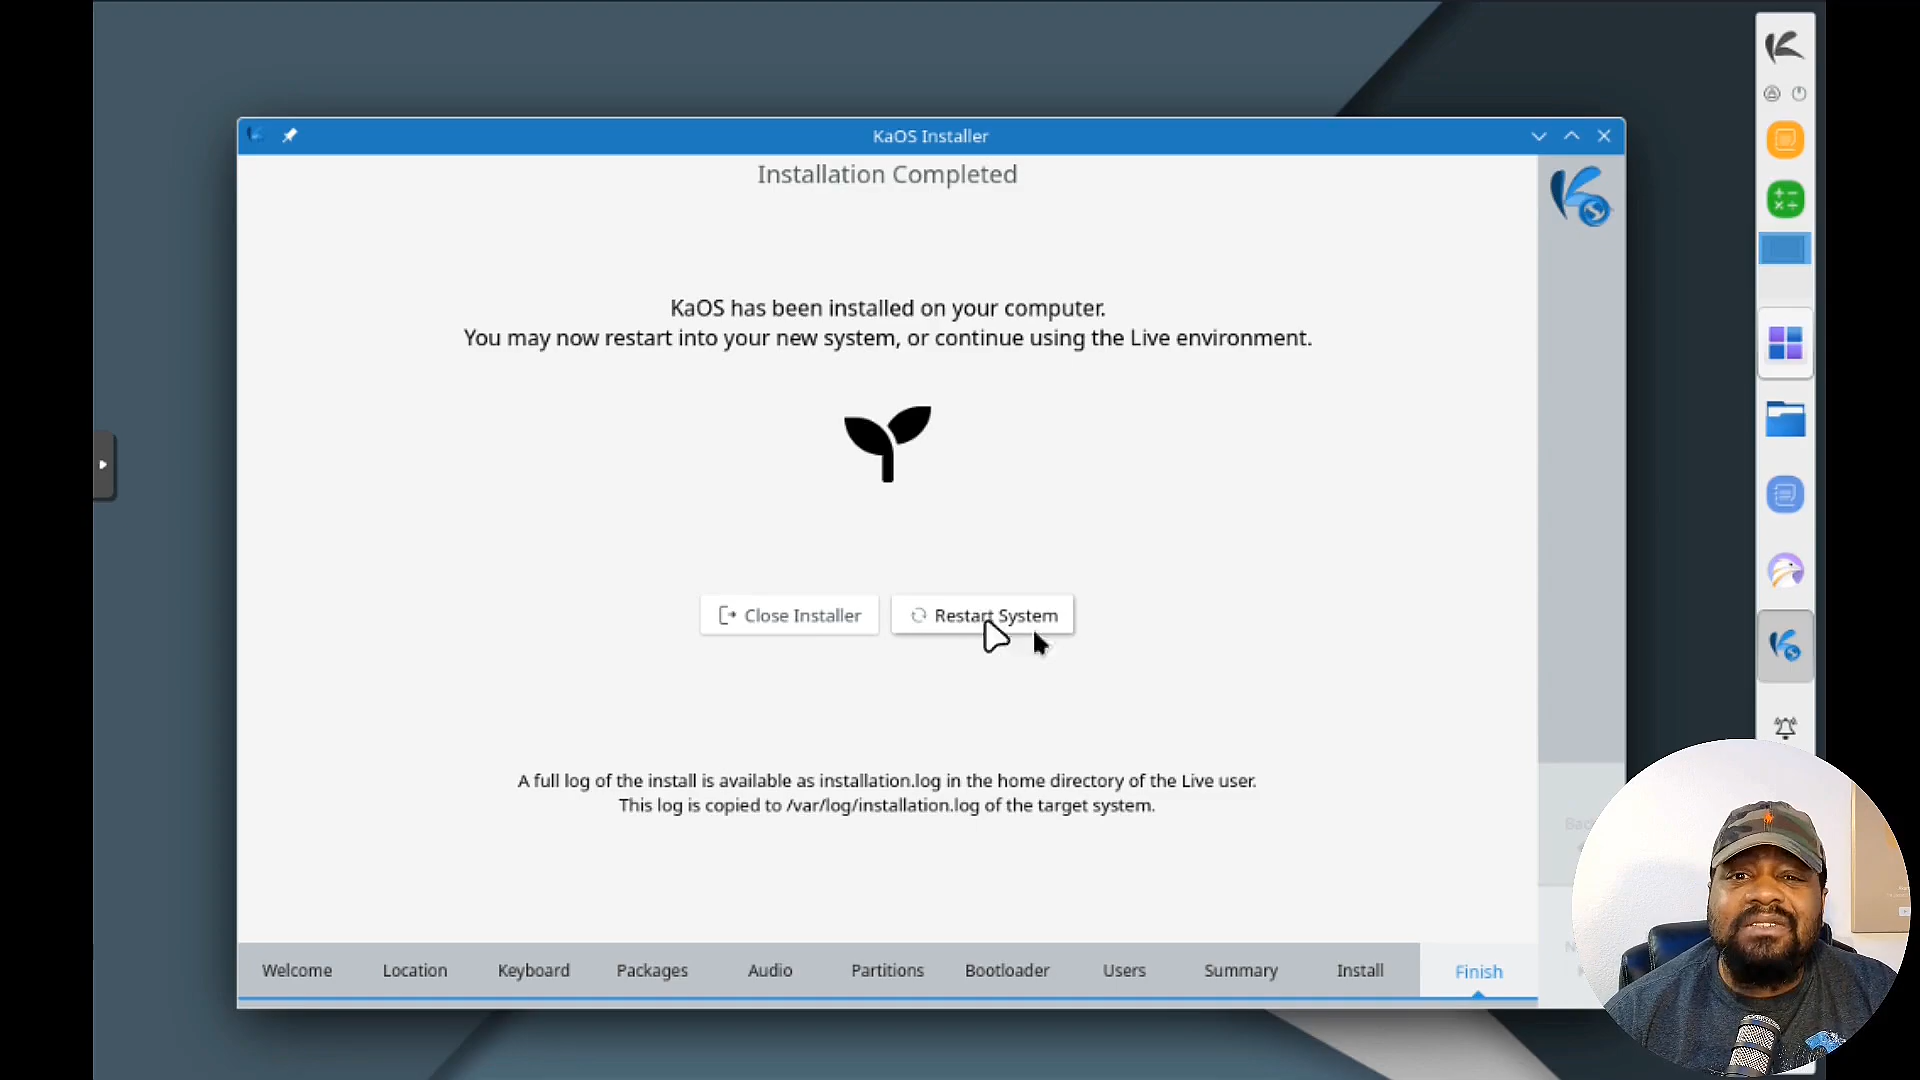 KaOS Installer
Installation Completed
KaOS has been installed on your computer.
You may now restart into your new system, or continue using the Live environment.
Close Installer
Restart System
A full log of the install is available as installation.log in the home directory of the Live user.
This log is copied to /var/log/installation.log of the target system.
Welcome
Location
Keyboard
Packages
Audio
Partitions
Bootloader
Users
Summary
Install
Finish